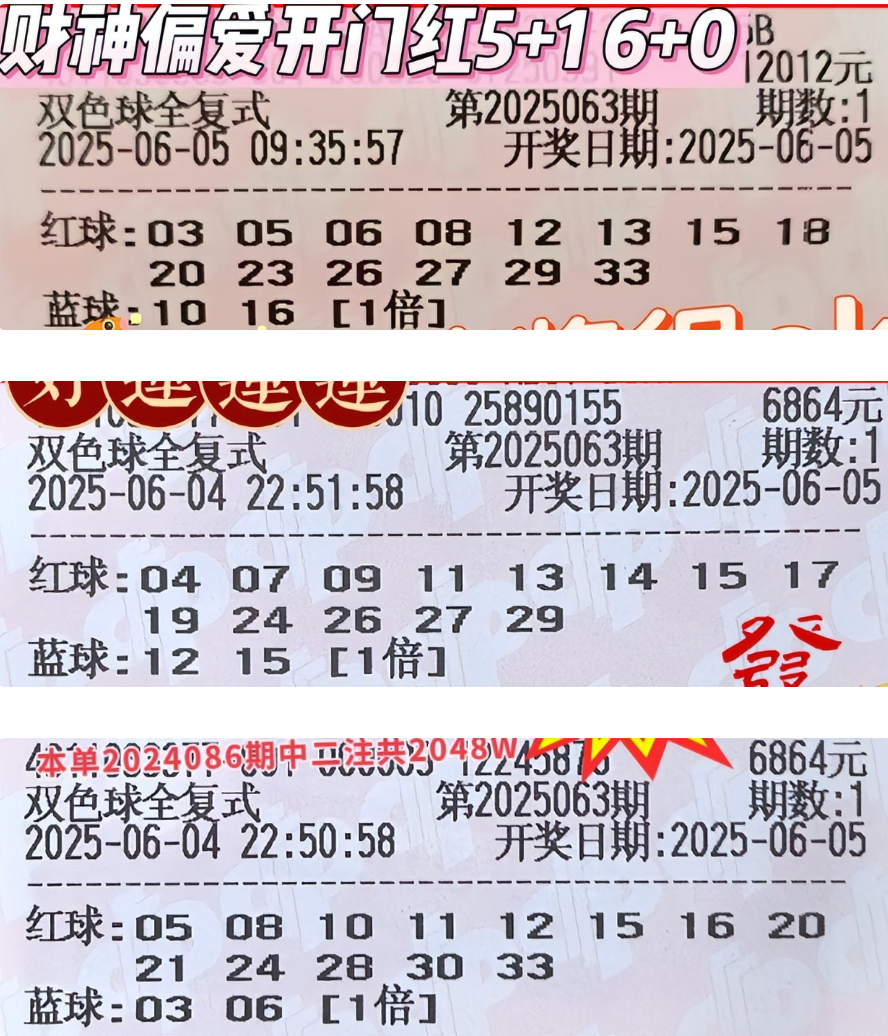 财神偏爱开门红5+1 6+0
5B
12012元
双色球全复式 第2025063期 期数:1
2025-06-05 09:35:57 开奖日期:2025-06-05
红球:03 05 06 08 12 13 15 18
20 23 26 27 29 33
蓝球:10 16 [1倍]
好運運運
010 25890155 6864元
双色球全复式 第2025063期 期数:1
2025-06-04 22:51:58 开奖日期:2025-06-05
红球:04 07 09 11 13 14 15 17
19 24 26 27 29
發
蓝球:12 15 [1倍]
本单2024086期中二注共2048W
6864元
双色球全复式 第2025063期 期数:1
2025-06-04 22:50:58 开奖日期:2025-06-05
红球:05 08 10 11 12 15 16 20
21 24 28 30 33
蓝球:03 06 [1倍]